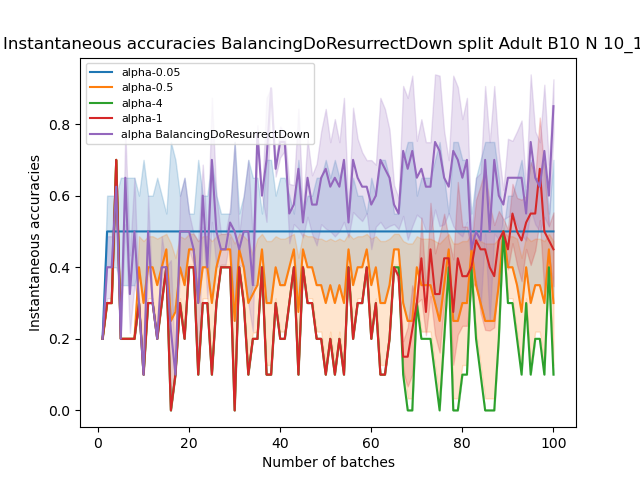 Instantaneous accuracies BalancingDoResurrectDown split Adult B10 N 10_1
alpha-0.05
alpha-0.5
alpha-4
alpha-1
alpha BalancingDoResurrectDown
Instantaneous accuracies
0.8
0.6
0.4
0.2
0.0
0
20
40
60
80
100
Number of batches